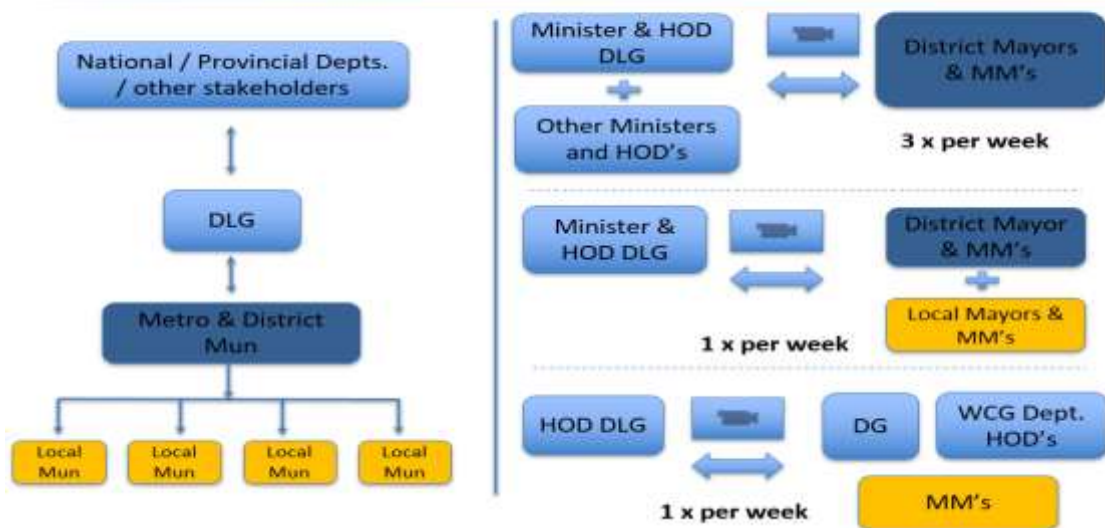 National / Provincial Depts.
/ other stakeholders
DLG
Metro & District
Mun
Local
Mun
Local
Mun
Local
Mun
Local
Mun
Minister & HOD
DLG
Other Ministers
and HOD's
District Mayors
& MM's
3 x per week
Minister &
HOD DLG
District Mayor
& MM's
Local Mayors &
MM's
1 x per week
HOD DLG
DG
WCG Dept.
HOD's
MM's
1 x per week